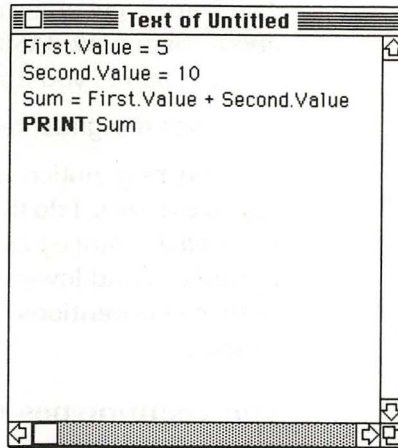 Text of Untitled
First.Value = 5
Second.Value = 10
Sum = First.Value + Second.Value
PRINT Sum